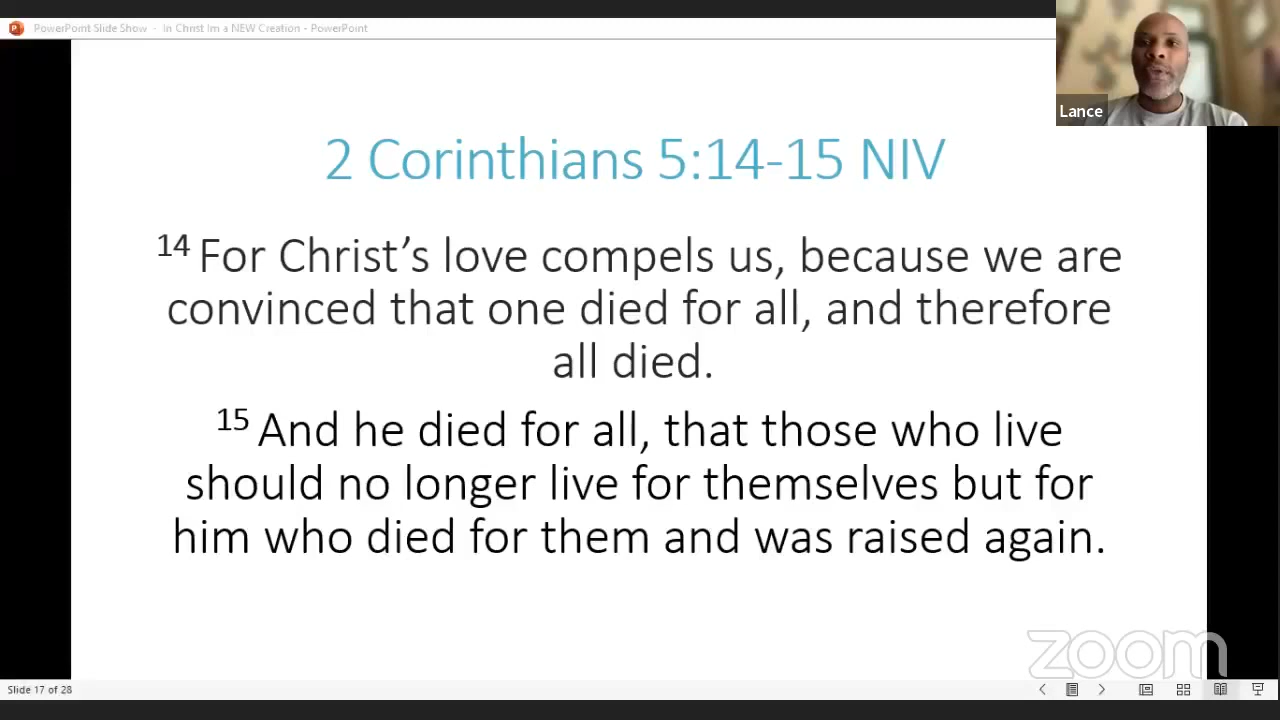 PowerPoint Slide Show - In Christ Im a NEW Creation - PowerPoint
Lance
2 Corinthians 5:14-15 NIV
14 For Christ’s love compels us, because we are
convinced that one died for all, and therefore
all died.
15 And he died for all, that those who live
should no longer live for themselves but for
him who died for them and was raised again.
zoom
Slide 17 of 28